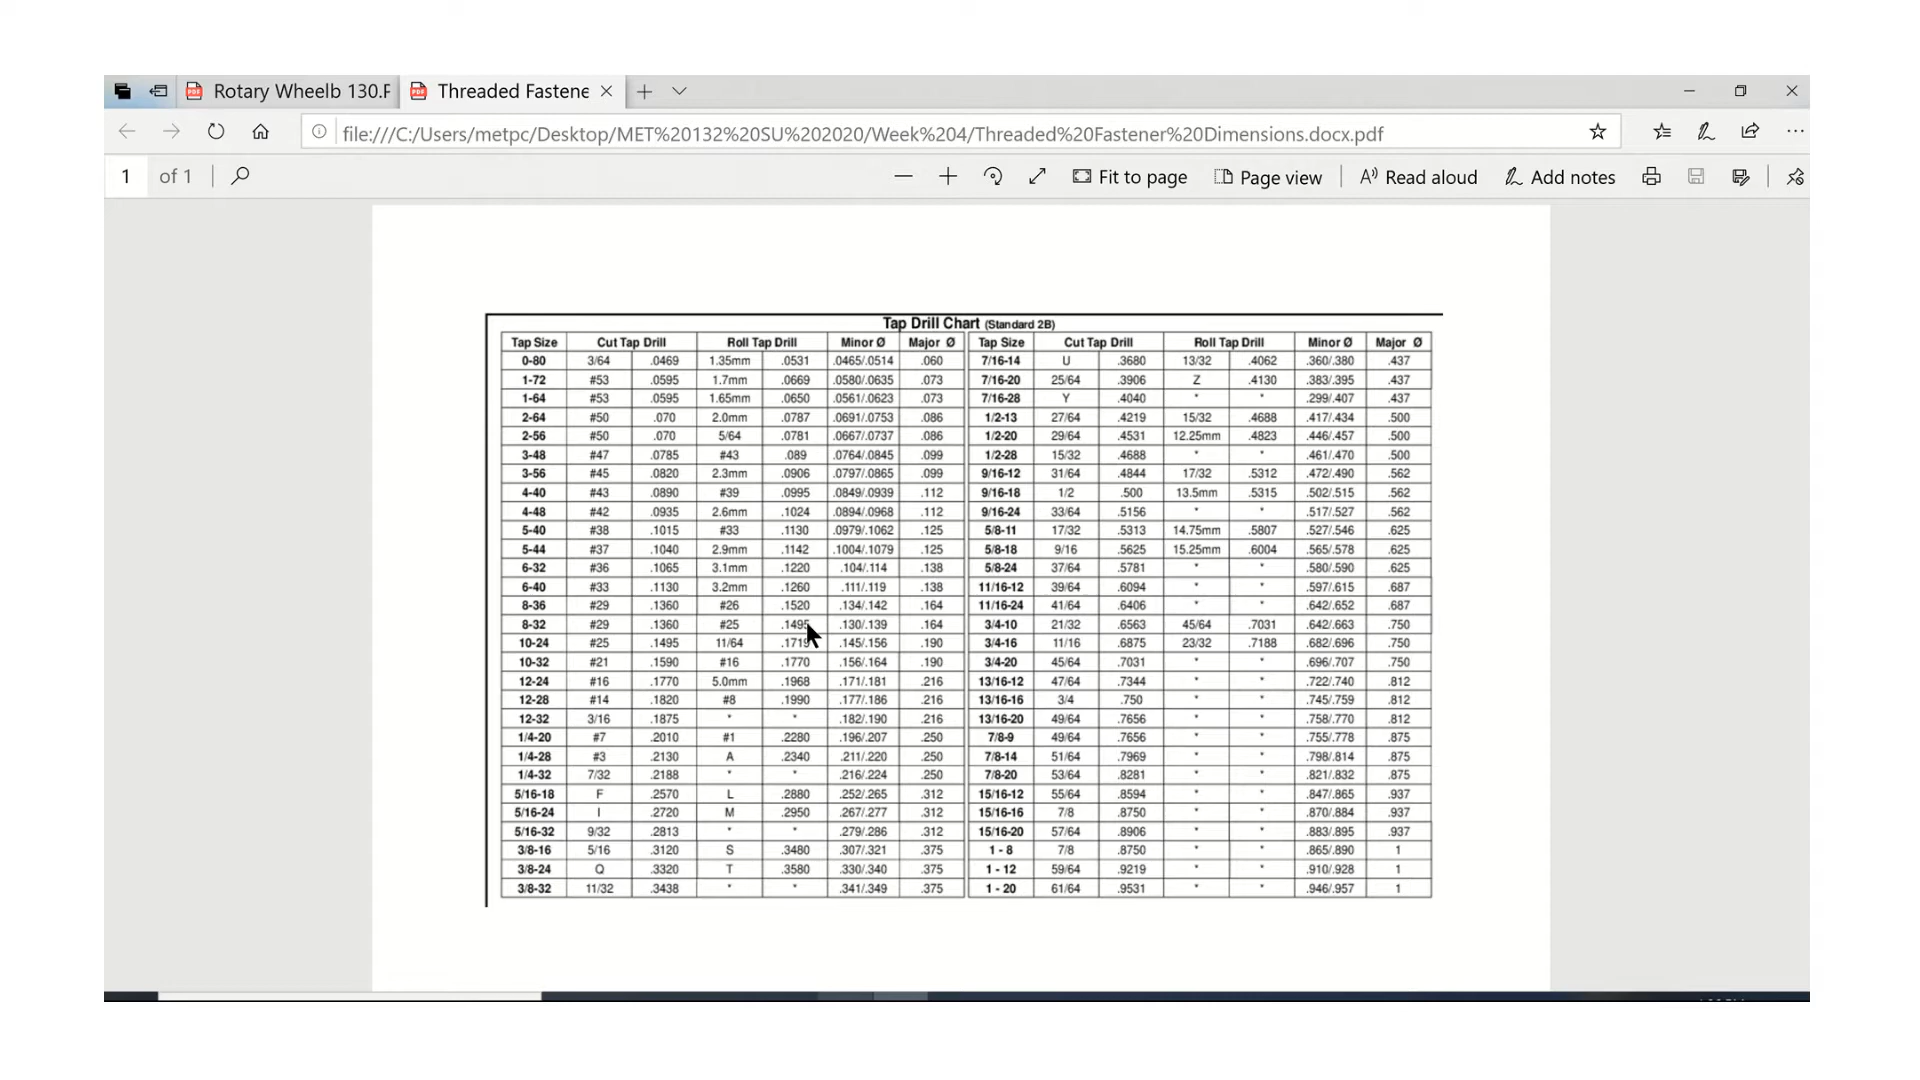 Rotary Wheelb 130.F
Threaded Fastene
file:///C:/Users/metpc/Desktop/MET%20132%20SU%202020/Week%204/Threaded%20Fastener%20Dimensions.docx.pdf
1 of 1 Fit to page Page view Read aloud Add notes
Tap Drill Chart (Standard 2B)
Tap Size Cut Tap Drill Roll Tap Drill Minor Ø Major Ø Tap Size Cut Tap Drill Roll Tap Drill Minor Ø Major Ø
0-80 3/64 .0469 1.35mm .0531 .0465/.0514 .060 7/16-14 U .3680 13/32 .4062 .360/.380 .437
1-72 #53 .0595 1.7mm .0669 .0580/.0635 .073 7/16-20 25/64 .3906 Z .4130 .383/.395 .437
1-64 #53 .0595 1.65mm .0650 .0561/.0623 .073 7/16-28 Y .4040 * * .299/.407 .437
2-64 #50 .070 2.0mm .0787 .0691/.0753 .086 1/2-13 27/64 .4219 15/32 .4688 .417/.434 .500
2-56 #50 .070 5/64 .0781 .0667/.0737 .086 1/2-20 29/64 .4531 12.25mm .4823 .446/.457 .500
3-48 #47 .0785 #43 .089 .0764/.0845 .099 1/2-28 15/32 .4688 * * .461/.470 .500
3-56 #45 .0820 2.3mm .0906 .0797/.0865 .099 9/16-12 31/64 .4844 17/32 .5312 .472/.490 .562
4-40 #43 .0890 #39 .0995 .0849/.0939 .112 9/16-18 1/2 .500 13.5mm .5315 .502/.515 .562
4-48 #42 .0935 2.6mm .1024 .0894/.0968 .112 9/16-24 33/64 .5156 * * .517/.527 .562
5-40 #38 .1015 #33 .1130 .0979/.1062 .125 5/8-11 17/32 .5313 14.75mm .5807 .527/.546 .625
5-44 #37 .1040 2.9mm .1142 .1004/.1079 .125 5/8-18 9/16 .5625 15.25mm .6004 .565/.578 .625
6-32 #36 .1065 3.1mm .1220 .104/.114 .138 5/8-24 37/64 .5781 * * .580/.590 .625
6-40 #33 .1130 3.2mm .1260 .111/.119 .138 11/16-12 39/64 .6094 * * .597/.615 .687
8-36 #29 .1360 #26 .1520 .134/.142 .164 11/16-24 41/64 .6406 * * .642/.652 .687
8-32 #29 .1360 #25 .1495 .130/.139 .164 3/4-10 21/32 .6563 45/64 .7031 .642/.663 .750
10-24 #25 .1495 11/64 .1719 .145/.156 .190 3/4-16 11/16 .6875 23/32 .7188 .682/.696 .750
10-32 #21 .1590 #16 .1770 .156/.164 .190 3/4-20 45/64 .7031 * * .696/.707 .750
12-24 #16 .1770 5.0mm .1968 .171/.181 .216 13/16-12 47/64 .7344 * * .722/.740 .812
12-28 #14 .1820 #8 .1990 .177/.186 .216 13/16-16 3/4 .750 * * .745/.759 .812
12-32 3/16 .1875 * * .182/.190 .216 13/16-20 49/64 .7656 * * .758/.770 .812
1/4-20 #7 .2010 #1 .2280 .196/.207 .250 7/8-9 49/64 .7656 * * .755/.778 .875
1/4-28 #3 .2130 A .2340 .211/.220 .250 7/8-14 51/64 .7969 * * .798/.814 .875
1/4-32 7/32 .2188 * * .216/.224 .250 7/8-20 53/64 .8281 * * .821/.832 .875
5/16-18 F .2570 L .2880 .252/.265 .312 15/16-12 55/64 .8594 * * .847/.865 .937
5/16-24 I .2720 M .2950 .267/.277 .312 15/16-16 7/8 .8750 * * .870/.884 .937
5/16-32 9/32 .2813 * * .279/.286 .312 15/16-20 57/64 .8906 * * .883/.895 .937
3/8-16 5/16 .3120 S .3480 .307/.321 .375 1 - 8 7/8 .8750 * * .865/.890 1
3/8-24 Q .3320 T .3580 .330/.340 .375 1 - 12 59/64 .9219 * * .910/.928 1
3/8-32 11/32 .3438 * * .341/.349 .375 1 - 20 61/64 .9531 * * .946/.957 1